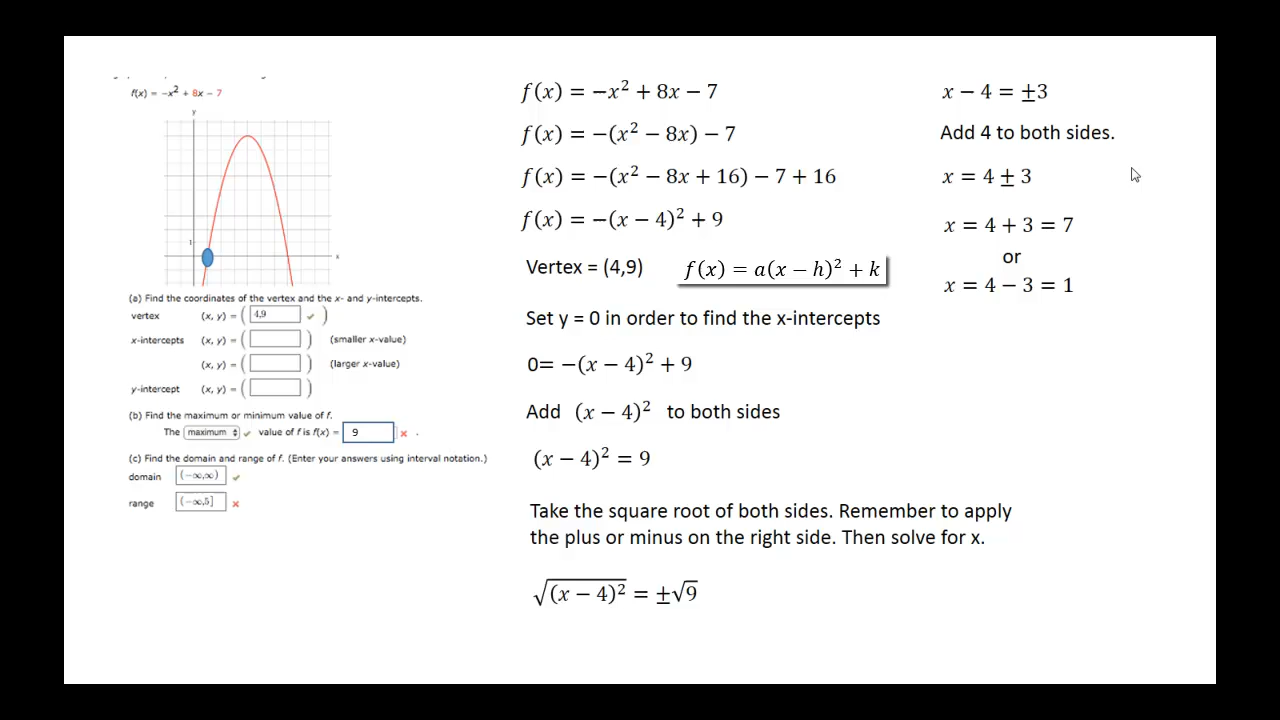 f(x) = −x² + 8x − 7
y
1
x
(a) Find the coordinates of the vertex and the x- and y-intercepts.
vertex (x, y) = ( 4,9 ✓ )
x-intercepts (x, y) = ( ) (smaller x-value)
(x, y) = ( ) (larger x-value)
y-intercept (x, y) = ( )
(b) Find the maximum or minimum value of f.
The maximum ✓ value of f is f(x) = 9 ✗ .
(c) Find the domain and range of f. (Enter your answers using interval notation.)
domain (−∞,∞) ✓
range (−∞,5] ✗
f(x) = −x² + 8x − 7
f(x) = −(x² − 8x) − 7
f(x) = −(x² − 8x + 16) − 7 + 16
f(x) = −(x − 4)² + 9
Vertex = (4,9) f(x) = a(x − h)² + k
Set y = 0 in order to find the x-intercepts
0= −(x − 4)² + 9
Add (x − 4)² to both sides
(x − 4)² = 9
Take the square root of both sides. Remember to apply
the plus or minus on the right side. Then solve for x.
√(x − 4)² = ±√9
x − 4 = ±3
Add 4 to both sides.
x = 4 ± 3
x = 4 + 3 = 7
or
x = 4 − 3 = 1